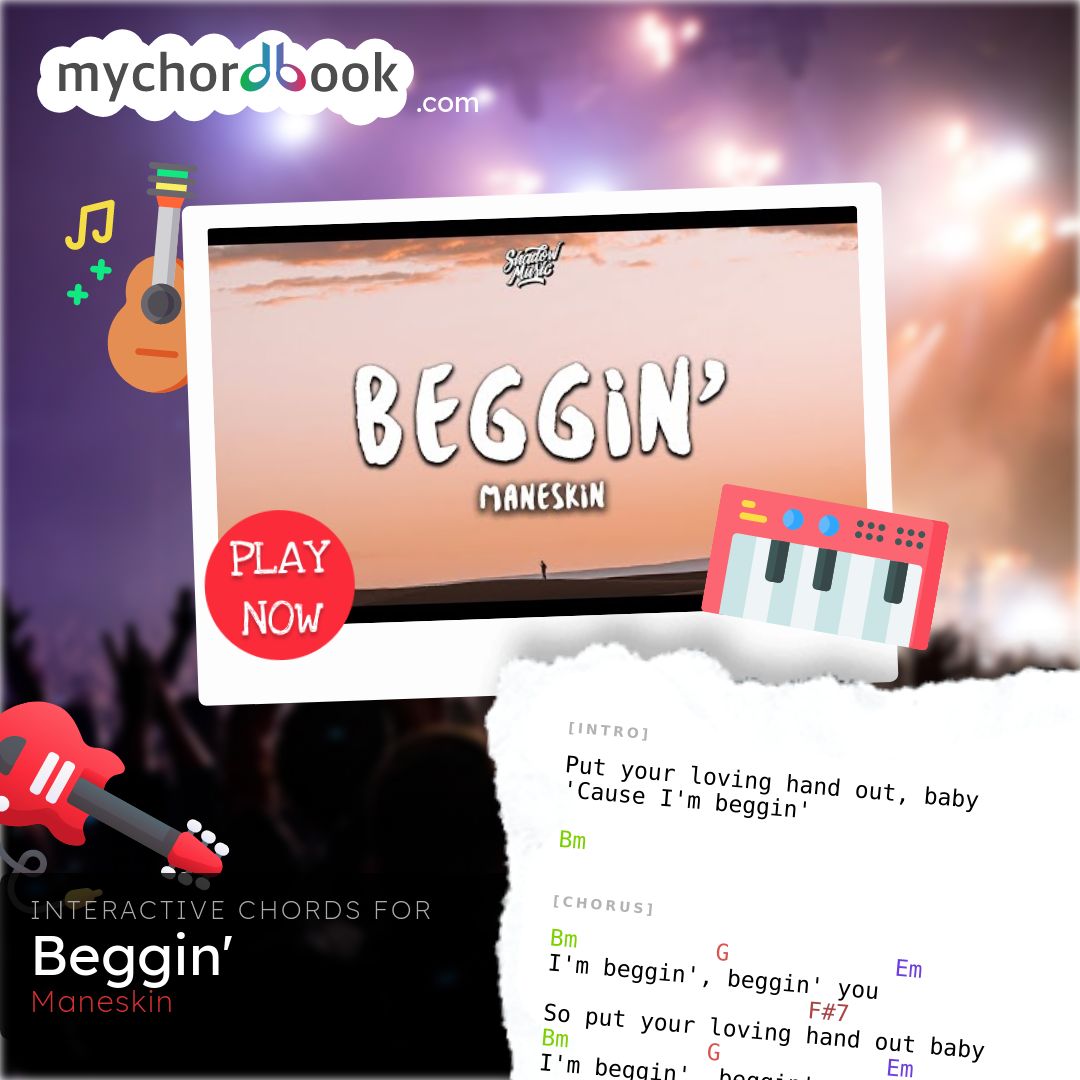 mychordbook
.com
Shadow
Music
BEGGiN'
MANESKiN
PLAY
NOW
[INTRO]
Put your loving hand out, baby
'Cause I'm beggin'
Bm
[CHORUS]
Bm G Em
I'm beggin', beggin' you
F#7
So put your loving hand out baby
Bm G Em
I'm beggin', beggin'
INTERACTIVE CHORDS FOR
Beggin'
Maneskin